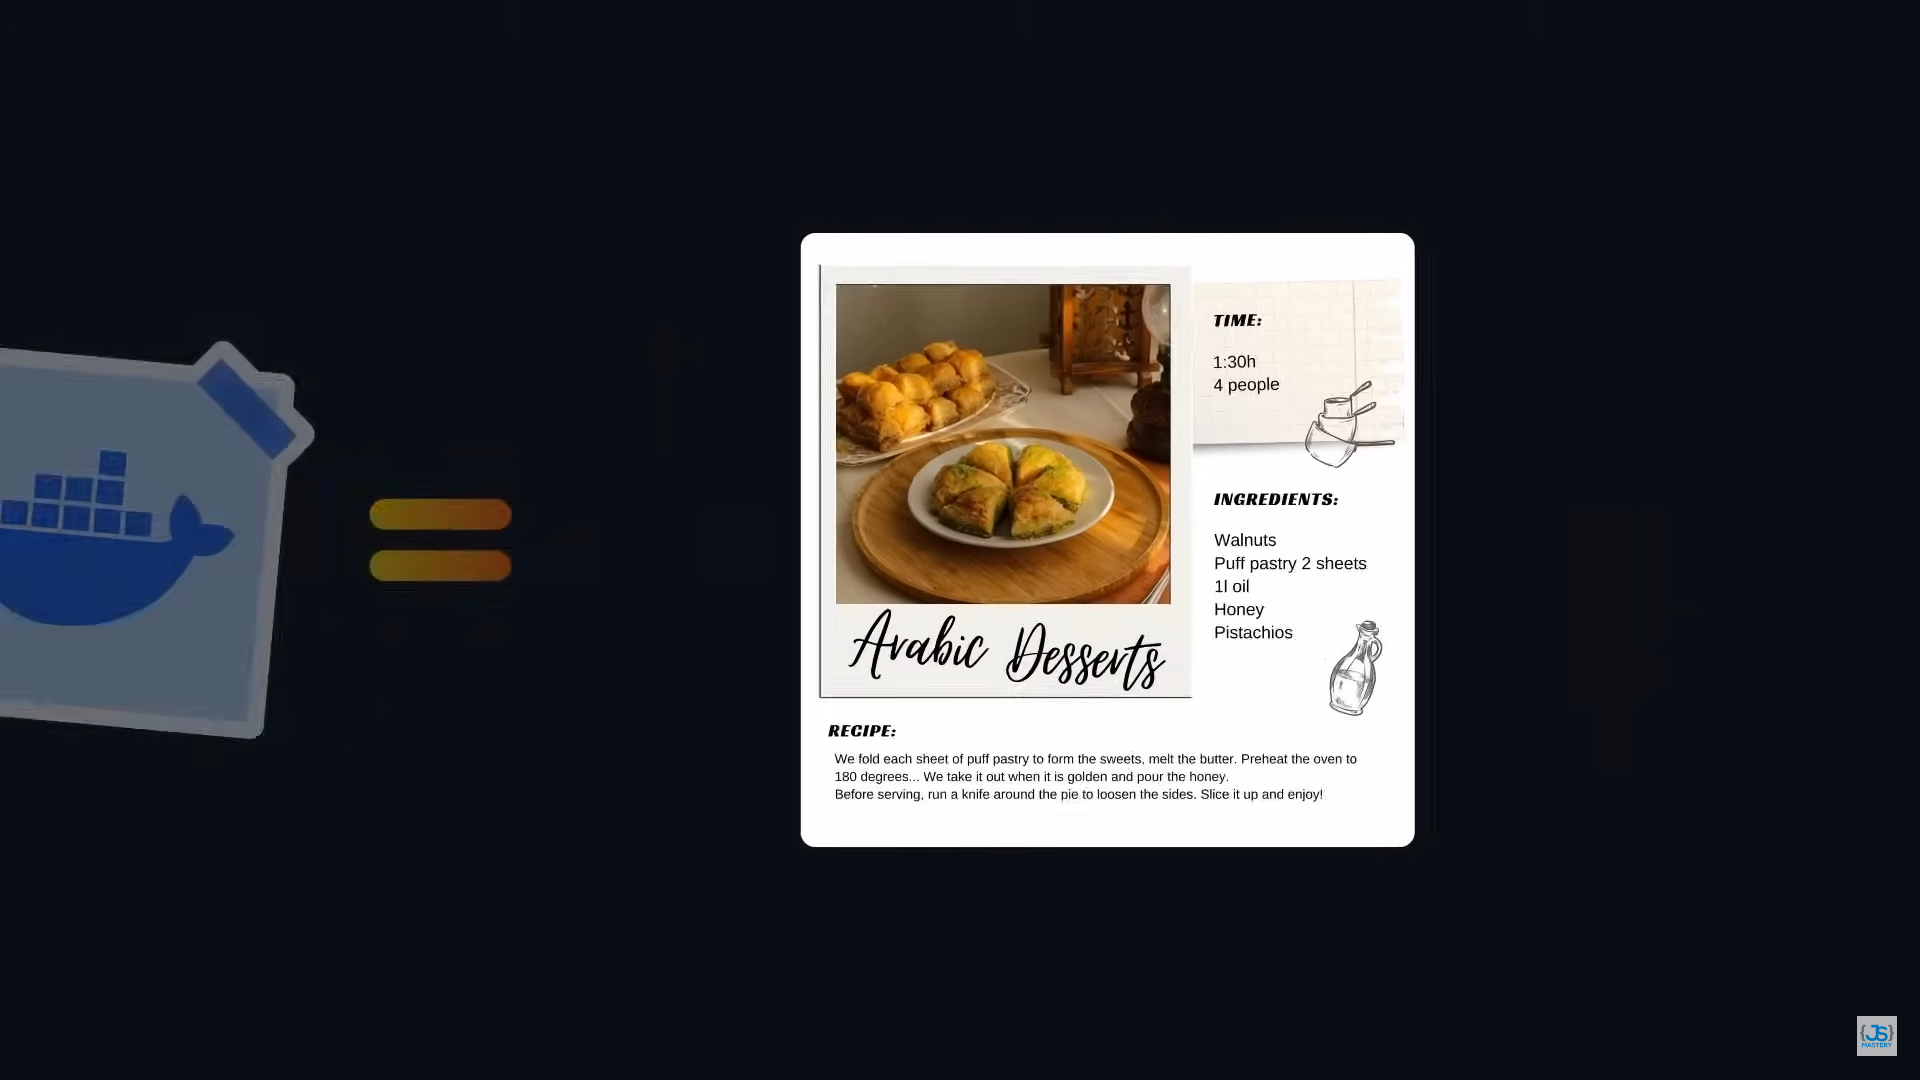 Arabic Desserts
TIME:
1:30h
4 people
INGREDIENTS:
Walnuts
Puff pastry 2 sheets
1l oil
Honey
Pistachios
RECIPE:
We fold each sheet of puff pastry to form the sweets, melt the butter. Preheat the oven to
180 degrees... We take it out when it is golden and pour the honey.
Before serving, run a knife around the pie to loosen the sides. Slice it up and enjoy!
{JS}
MASTERY